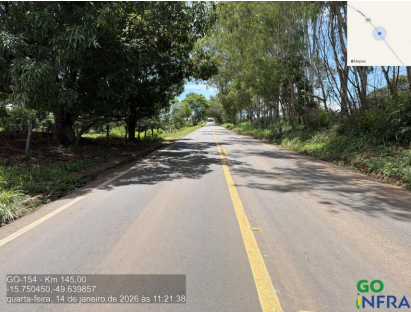 GO-154 - Km 145,00
-15.750450,-49.639857
quarta-feira, 14 de janeiro de 2026 às 11:21:38
GO
INFRA